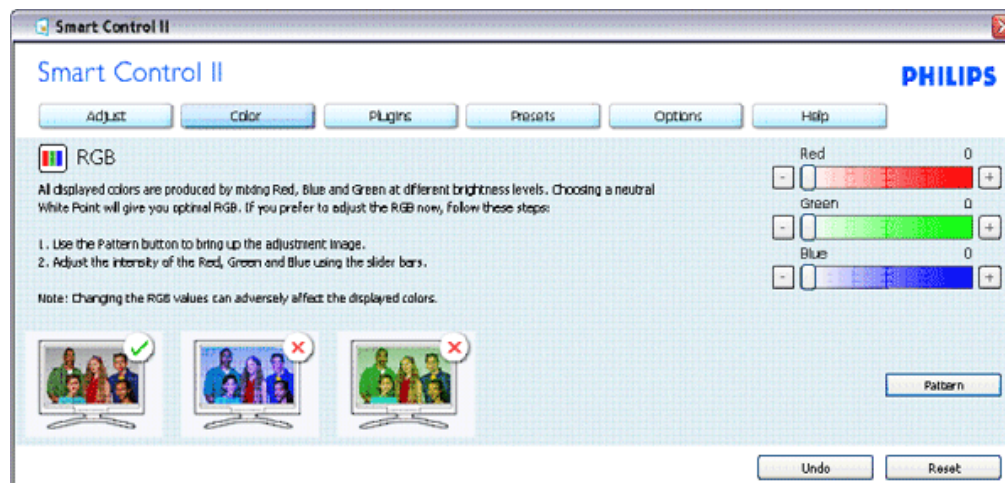 Smart Control II
Smart Control II
PHILIPS
Adjust Color Plugins Presets Options Help
RGB
All displayed colors are produced by mixing Red, Blue and Green at different brightness levels. Choosing a neutral
White Point will give you optimal RGB. If you prefer to adjust the RGB now, follow these steps:
1. Use the Pattern button to bring up the adjustment image.
2. Adjust the intensity of the Red, Green and Blue using the slider bars.
Note: Changing the RGB values can adversely affect the displayed colors.
Red 0
- +
Green 0
- +
Blue 0
- +
Pattern
Undo Reset